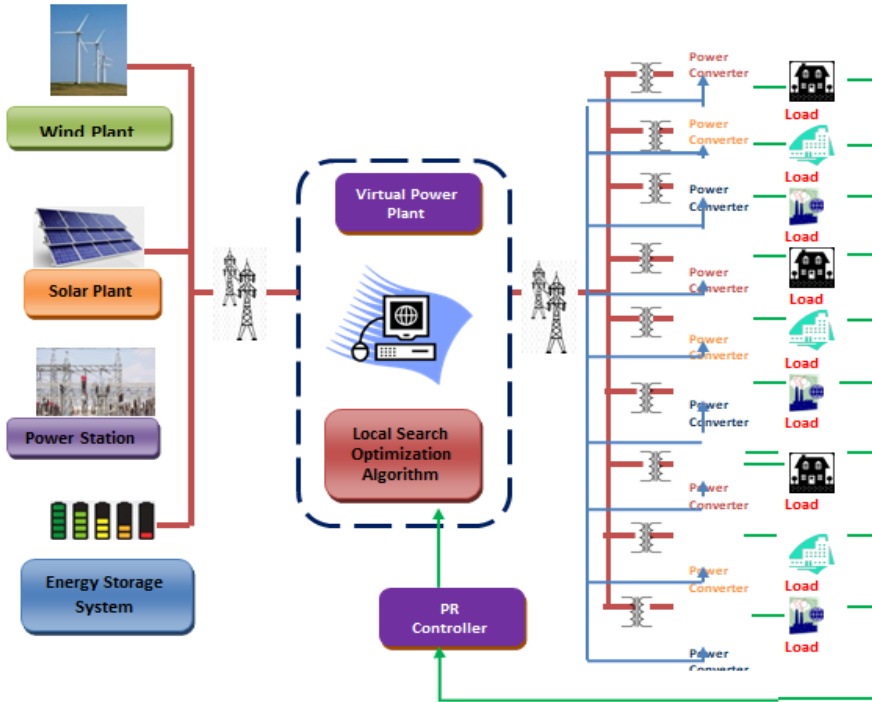 Wind Plant
Solar Plant
Power Station
Energy Storage
System
Virtual Power
Plant
Local Search
Optimization
Algorithm
PR
Controller
Power
Converter
Load
Power
Converter
Load
Power
Converter
Load
Power
Converter
Load
Power
Converter
Load
Power
Converter
Load
Power
Converter
Load
Power
Converter
Load
Power
Converter
Load